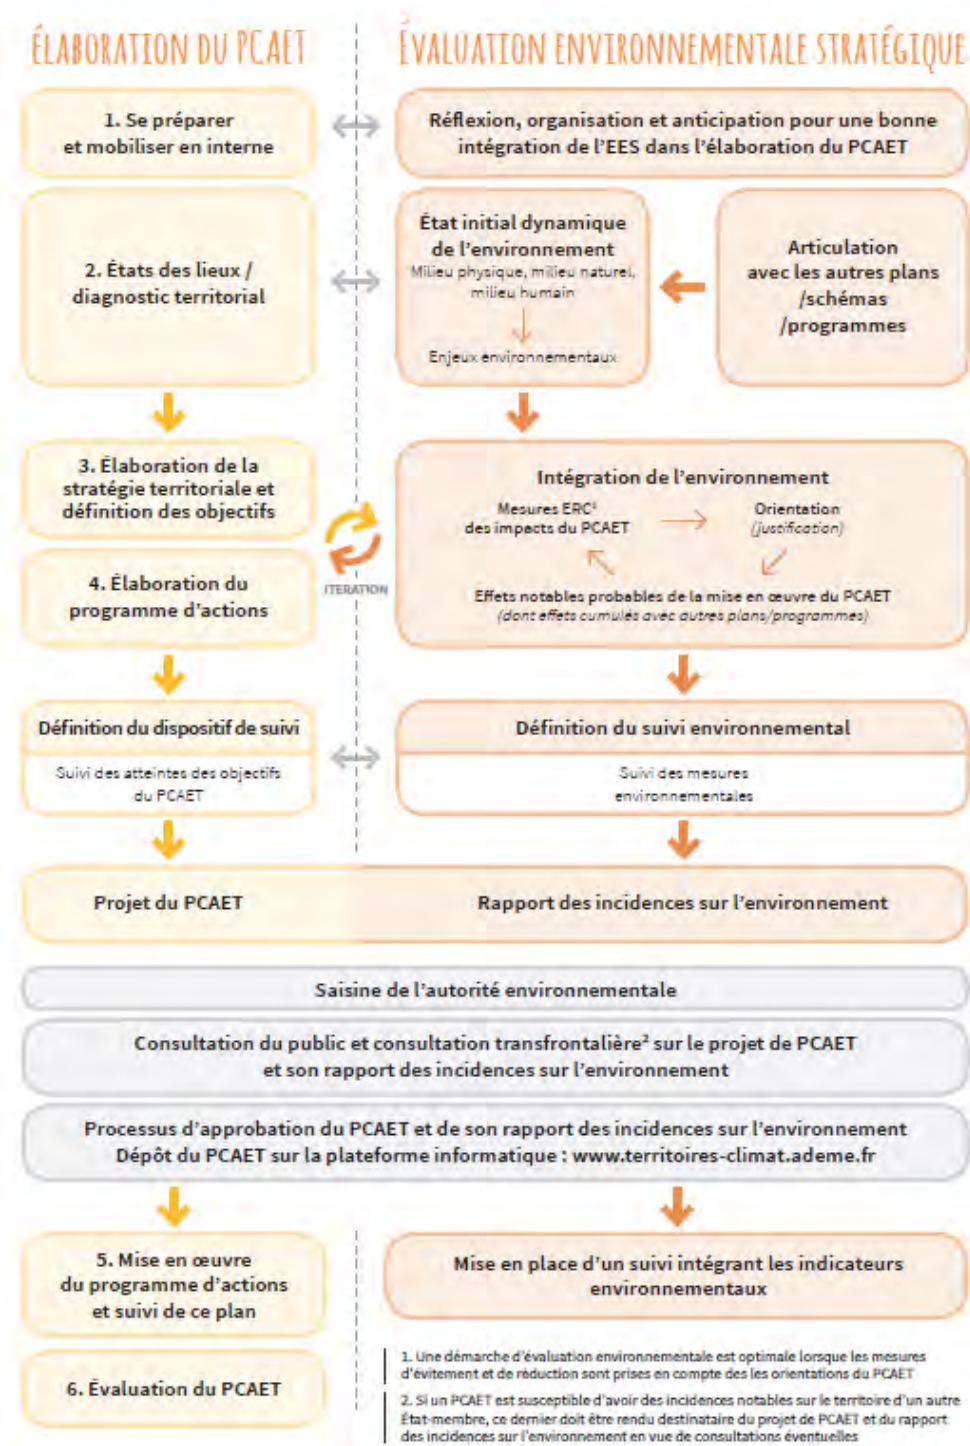 ÉLABORATION DU PCAET
ÉVALUATION ENVIRONNEMENTALE STRATÉGIQUE
1. Se préparer
et mobiliser en interne
Réflexion, organisation et anticipation pour une bonne
intégration de l'EES dans l'élaboration du PCAET
2. États des lieux /
diagnostic territorial
État initial dynamique
de l'environnement
Milieu physique, milieu naturel,
milieu humain
Enjeux environnementaux
Articulation
avec les autres plans
/schémas
/programmes
3. Élaboration de la
stratégie territoriale et
définition des objectifs
4. Élaboration du
programme d'actions
ITERATION
Intégration de l'environnement
Mesures ERC¹
des impacts du PCAET
Orientation
(justification)
Effets notables probables de la mise en œuvre du PCAET
(dont effets cumulés avec autres plans/programmes)
Définition du dispositif de suivi
Suivi des atteintes des objectifs
du PCAET
Définition du suivi environnemental
Suivi des mesures
environnementales
Projet du PCAET
Rapport des incidences sur l'environnement
Saisine de l'autorité environnementale
Consultation du public et consultation transfrontalière² sur le projet de PCAET
et son rapport des incidences sur l'environnement
Processus d'approbation du PCAET et de son rapport des incidences sur l'environnement
Dépôt du PCAET sur la plateforme informatique : www.territoires-climat.ademe.fr
5. Mise en œuvre
du programme d'actions
et suivi de ce plan
Mise en place d'un suivi intégrant les indicateurs
environnementaux
6. Évaluation du PCAET
1. Une démarche d'évaluation environnementale est optimale lorsque les mesures
d'évitement et de réduction sont prises en compte des les orientations du PCAET
2. Si un PCAET est susceptible d'avoir des incidences notables sur le territoire d'un autre
État-membre, ce dernier doit être rendu destinataire du projet de PCAET et du rapport
des incidences sur l'environnement en vue de consultations éventuelles